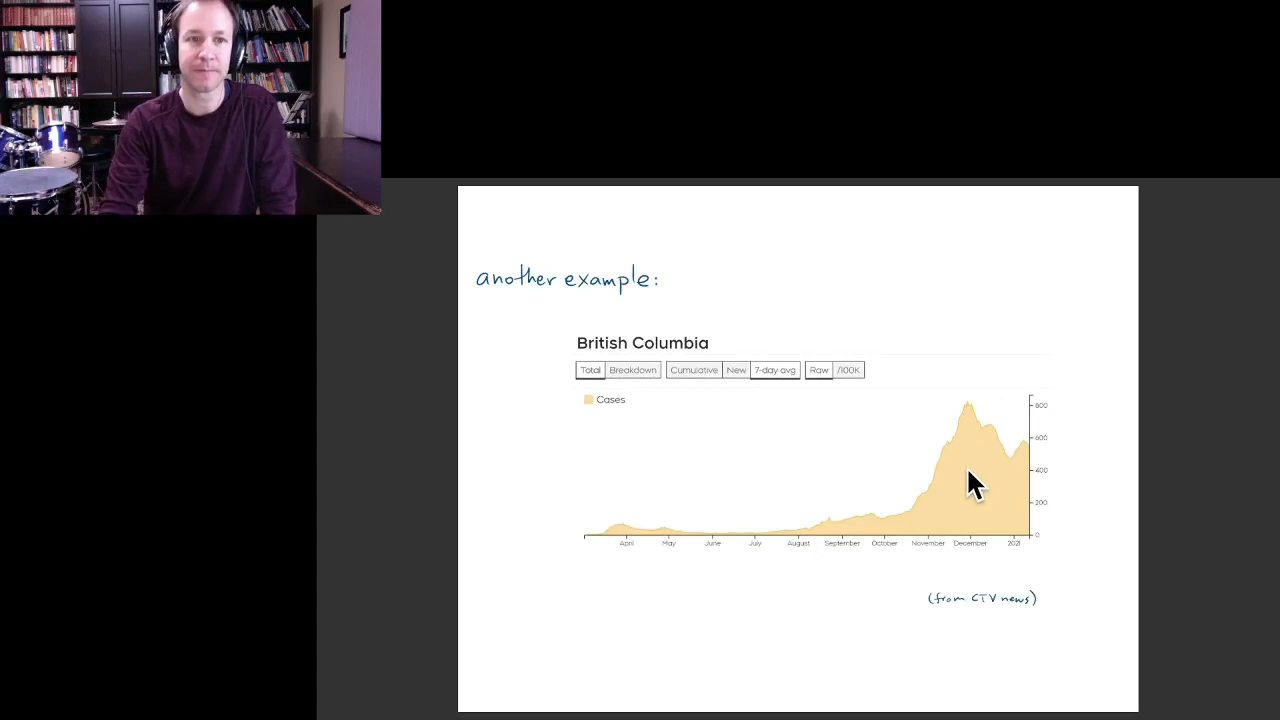 another example:
British Columbia
Total Breakdown Cumulative New 7-day avg Raw /100K
Cases
800
600
400
200
0
April May June July August September October November December 2021
(from CTV news)